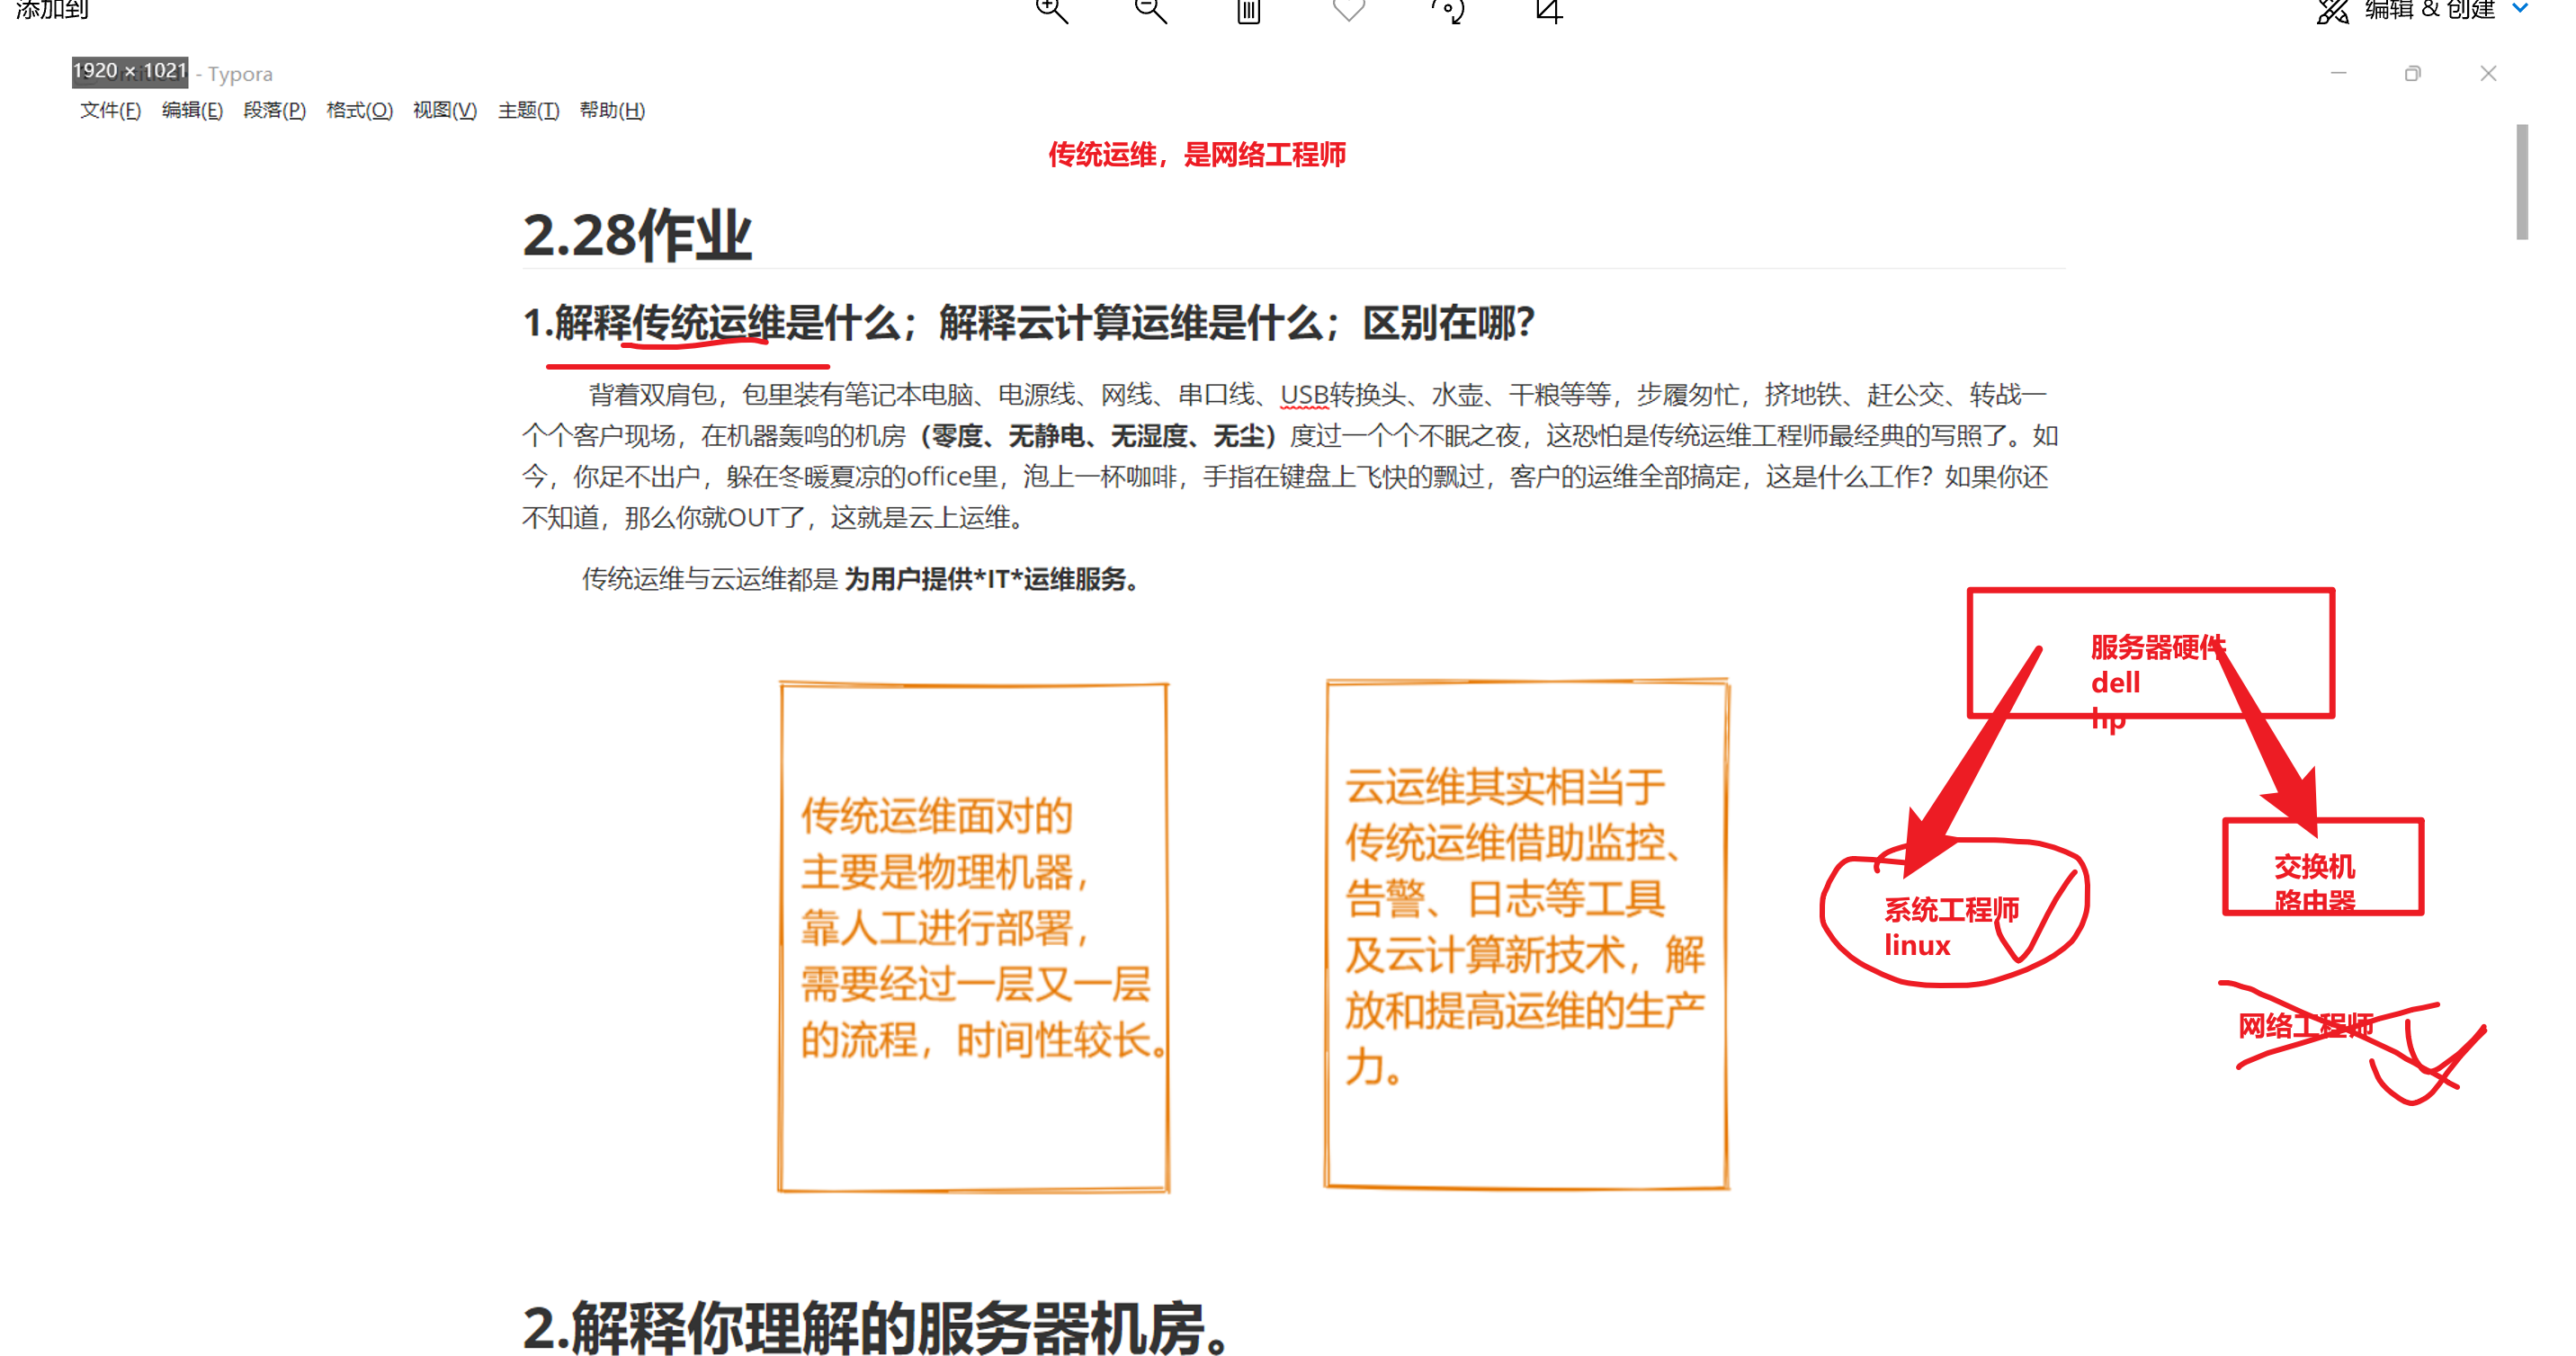 添加到
编辑 & 创建
1920 × 1021
- Typora
文件(F) 编辑(E) 段落(P) 格式(O) 视图(V) 主题(T) 帮助(H)
传统运维，是网络工程师
2.28作业
1.解释传统运维是什么；解释云计算运维是什么；区别在哪?
背着双肩包，包里装有笔记本电脑、电源线、网线、串口线、USB转换头、水壶、干粮等等，步履匆忙，挤地铁、赶公交、转战一
个个客户现场，在机器轰鸣的机房（零度、无静电、无湿度、无尘）度过一个个不眠之夜，这恐怕是传统运维工程师最经典的写照了。如
今，你足不出户，躲在冬暖夏凉的office里，泡上一杯咖啡，手指在键盘上飞快的飘过，客户的运维全部搞定，这是什么工作？如果你还
不知道，那么你就OUT了，这就是云上运维。
传统运维与云运维都是 为用户提供*IT*运维服务。
传统运维面对的
主要是物理机器，
靠人工进行部署，
需要经过一层又一层
的流程，时间性较长。
云运维其实相当于
传统运维借助监控、
告警、日志等工具
及云计算新技术，解
放和提高运维的生产
力。
服务器硬件
dell
hp
系统工程师
linux
交换机
路由器
网络工程师
2.解释你理解的服务器机房。